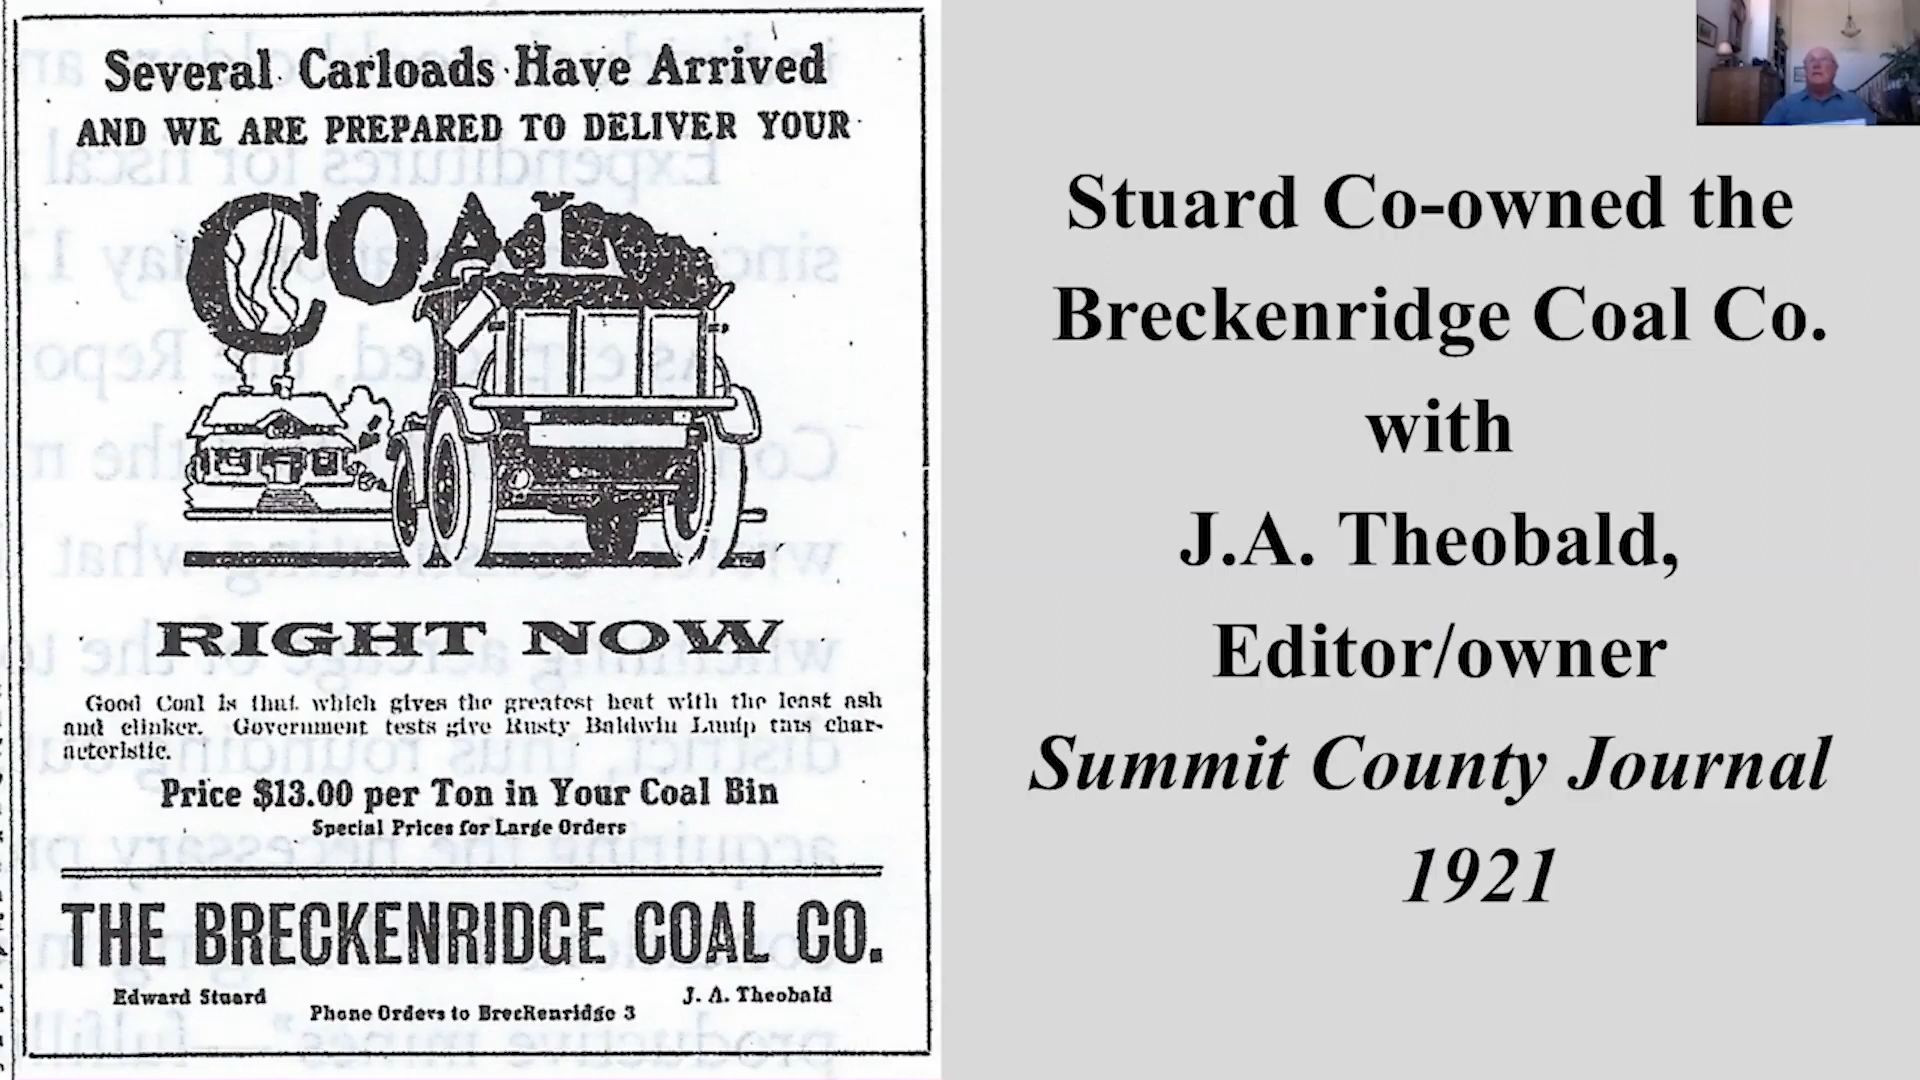 Several Carloads Have Arrived
AND WE ARE PREPARED TO DELIVER YOUR
COAL
RIGHT NOW
Good Coal is that which gives the greatest heat with the least ash
and clinker. Government tests give Rusty Baldwin Lump this char-
acteristic.
Price $13.00 per Ton in Your Coal Bin
Special Prices for Large Orders
THE BRECKENRIDGE COAL CO.
Edward Stuard
J. A. Theobald
Phone Orders to Breckenridge 3
Stuard Co-owned the
Breckenridge Coal Co.
with
J.A. Theobald,
Editor/owner
Summit County Journal
1921